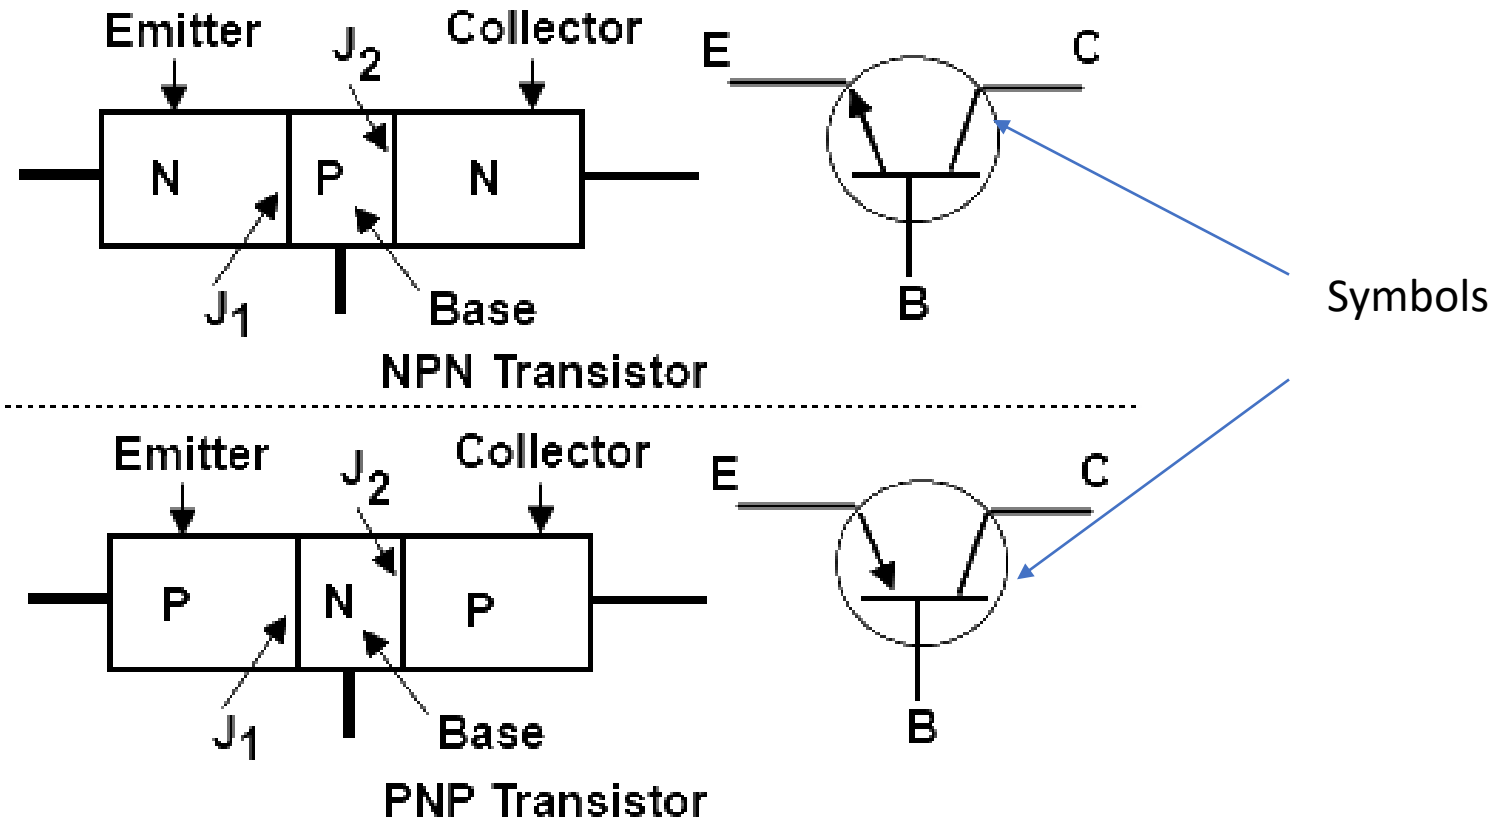 Emitter
J2
Collector
E
C
N
P
N
J1
Base
B
Symbols
NPN Transistor
Emitter
J2
Collector
E
C
P
N
P
J1
Base
B
PNP Transistor